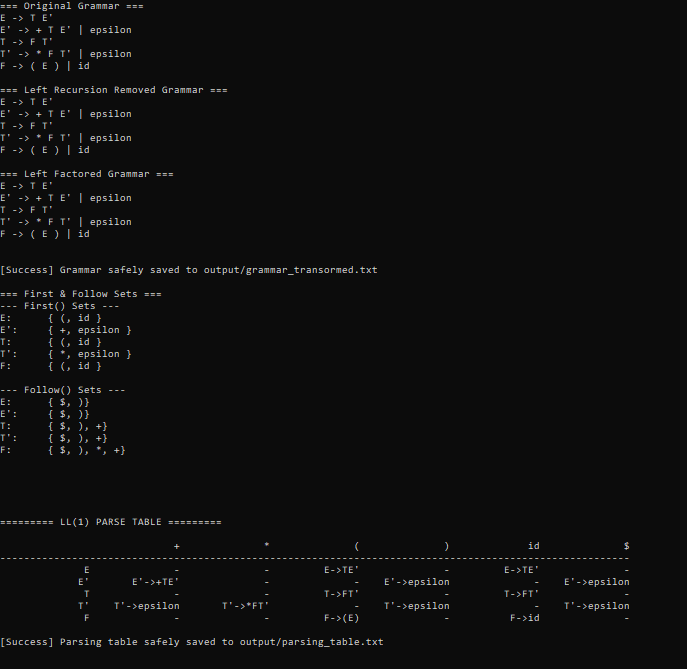 === Original Grammar ===
E -> T E'
E' -> + T E' | epsilon
T -> F T'
T' -> * F T' | epsilon
F -> ( E ) | id
=== Left Recursion Removed Grammar ===
E -> T E'
E' -> + T E' | epsilon
T -> F T'
T' -> * F T' | epsilon
F -> ( E ) | id
=== Left Factored Grammar ===
E -> T E'
E' -> + T E' | epsilon
T -> F T'
T' -> * F T' | epsilon
F -> ( E ) | id
[Success] Grammar safely saved to output/grammar_transormed.txt
=== First & Follow Sets ===
--- First() Sets ---
E: { (, id }
E': { +, epsilon }
T: { (, id }
T': { *, epsilon }
F: { (, id }
--- Follow() Sets ---
E: { $, )}
E': { $, )}
T: { $, ), +}
T': { $, ), +}
F: { $, ), *, +}
========= LL(1) PARSE TABLE =========
+ * ( ) id $
---------------------------------------------------------------------------------------------------------
E - - E->TE' - E->TE' -
E' E'->+TE' - - E'->epsilon - E'->epsilon
T - - T->FT' - T->FT' -
T' T'->epsilon T'->*FT' - T'->epsilon - T'->epsilon
F - - F->(E) - F->id -
[Success] Parsing table safely saved to output/parsing_table.txt